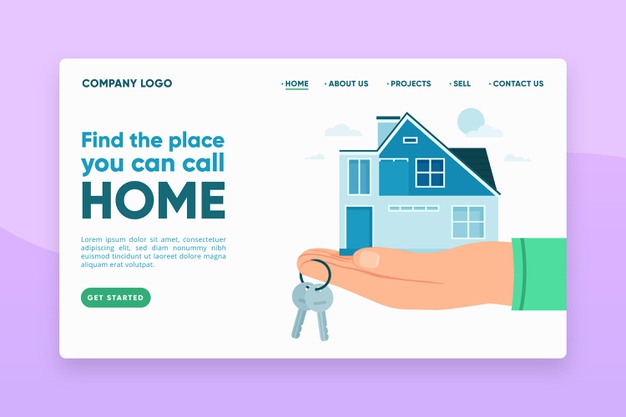 COMPANY LOGO
· HOME · ABOUT US · PROJECTS · SELL · CONTACT US
Find the place
you can call
HOME
Lorem ipsum dolor sit amet, consectetur
adipiscing elit, sed diam nonummy nibh
euismod tincidunt ut laoreet dolore magna
aliquam erat volutpat.
GET STARTED